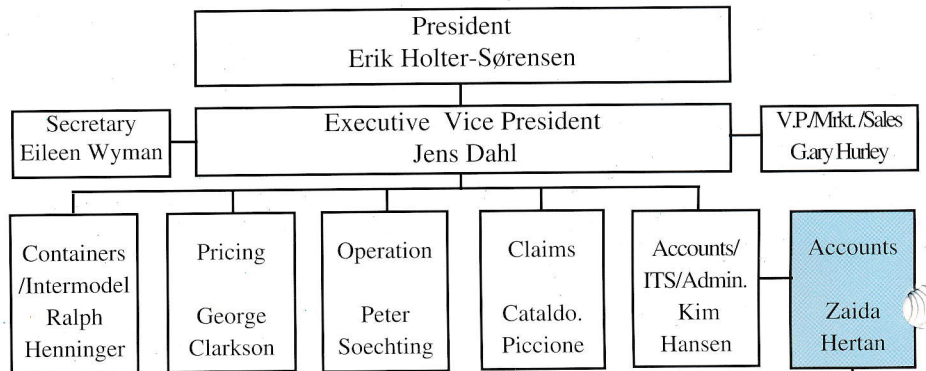 President
Erik Holter-Sørensen
Secretary
Eileen Wyman
Executive Vice President
Jens Dahl
V.P./Mrkt./Sales
G.ary Hurley
Containers
/Intermodel
Ralph
Henninger
Pricing
George
Clarkson
Operation
Peter
Soechting
Claims
Cataldo.
Piccione
Accounts/
ITS/Admin.
Kim
Hansen
Accounts
Zaida
Hertan